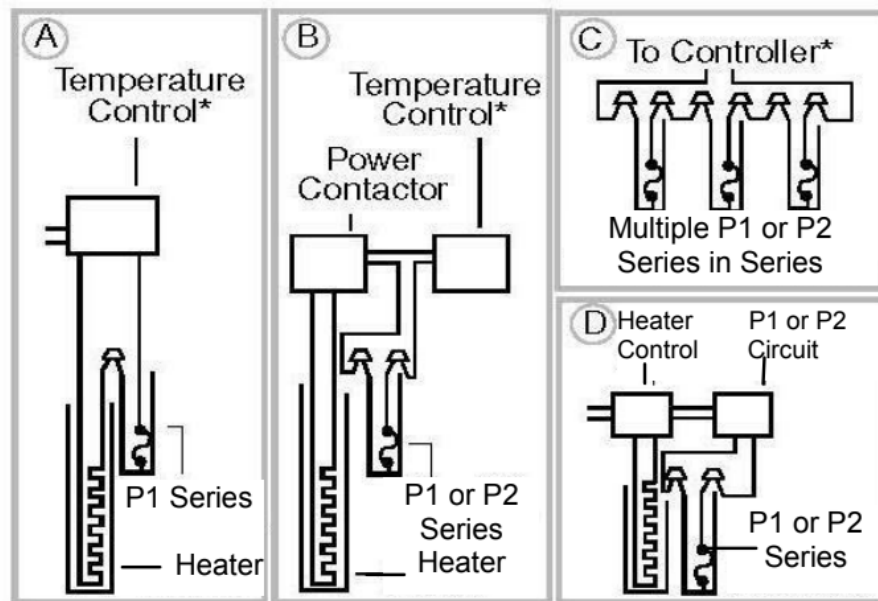 A
Temperature
Control*
P1 Series
Heater
B
Temperature
Control*
Power
Contactor
P1 or P2
Series
Heater
C
To Controller*
Multiple P1 or P2
Series in Series
D
Heater
Control
P1 or P2
Circuit
P1 or P2
Series